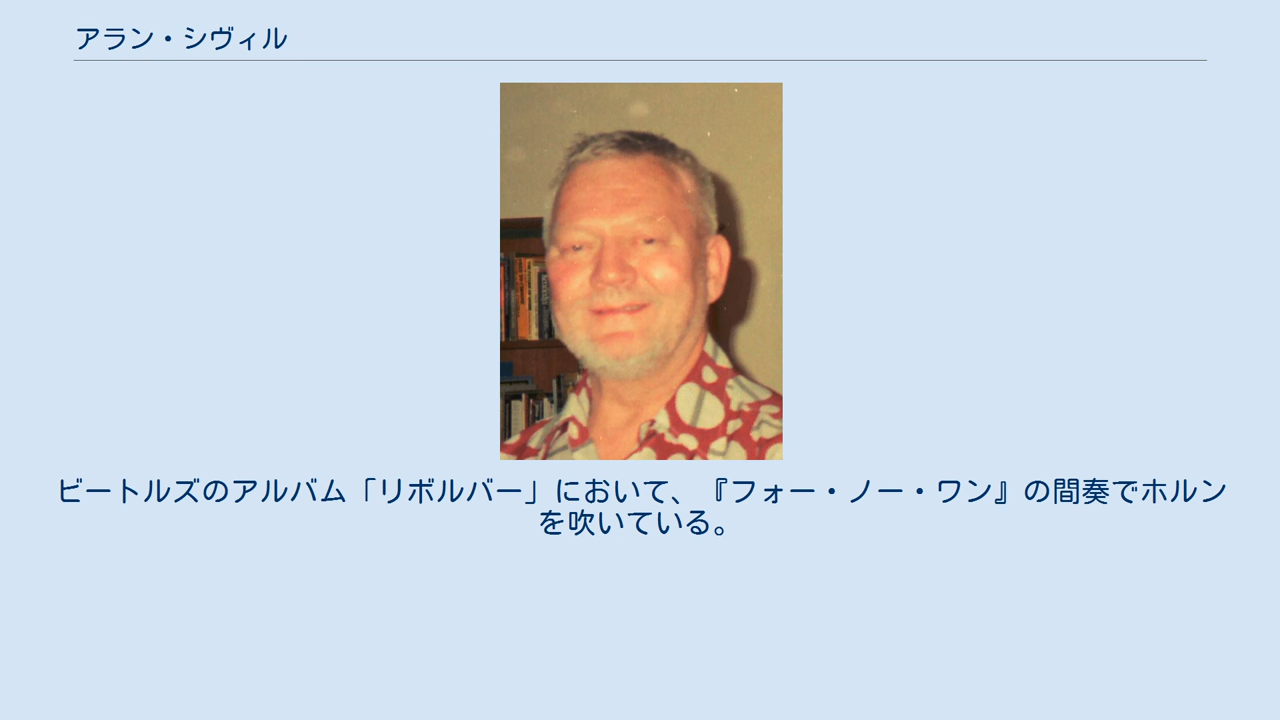 アラン・シヴィル
ビートルズのアルバム「リボルバー」において、『フォー・ノー・ワン』の間奏でホルン
を吹いている。